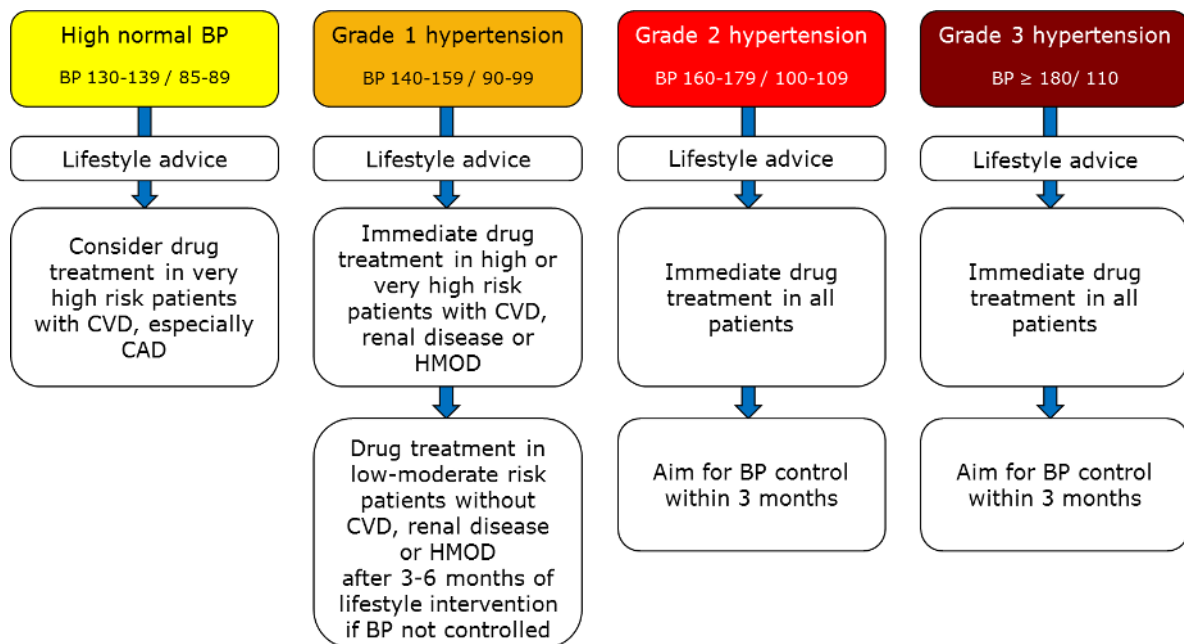 High normal BP
BP 130-139 / 85-89
Lifestyle advice
Consider drug
treatment in very
high risk patients
with CVD, especially
CAD
Grade 1 hypertension
BP 140-159 / 90-99
Lifestyle advice
Immediate drug
treatment in high or
very high risk
patients with CVD,
renal disease or
HMOD
Drug treatment in
low-moderate risk
patients without
CVD, renal disease
or HMOD
after 3-6 months of
lifestyle intervention
if BP not controlled
Grade 2 hypertension
BP 160-179 / 100-109
Lifestyle advice
Immediate drug
treatment in all
patients
Aim for BP control
within 3 months
Grade 3 hypertension
BP ≥ 180/ 110
Lifestyle advice
Immediate drug
treatment in all
patients
Aim for BP control
within 3 months